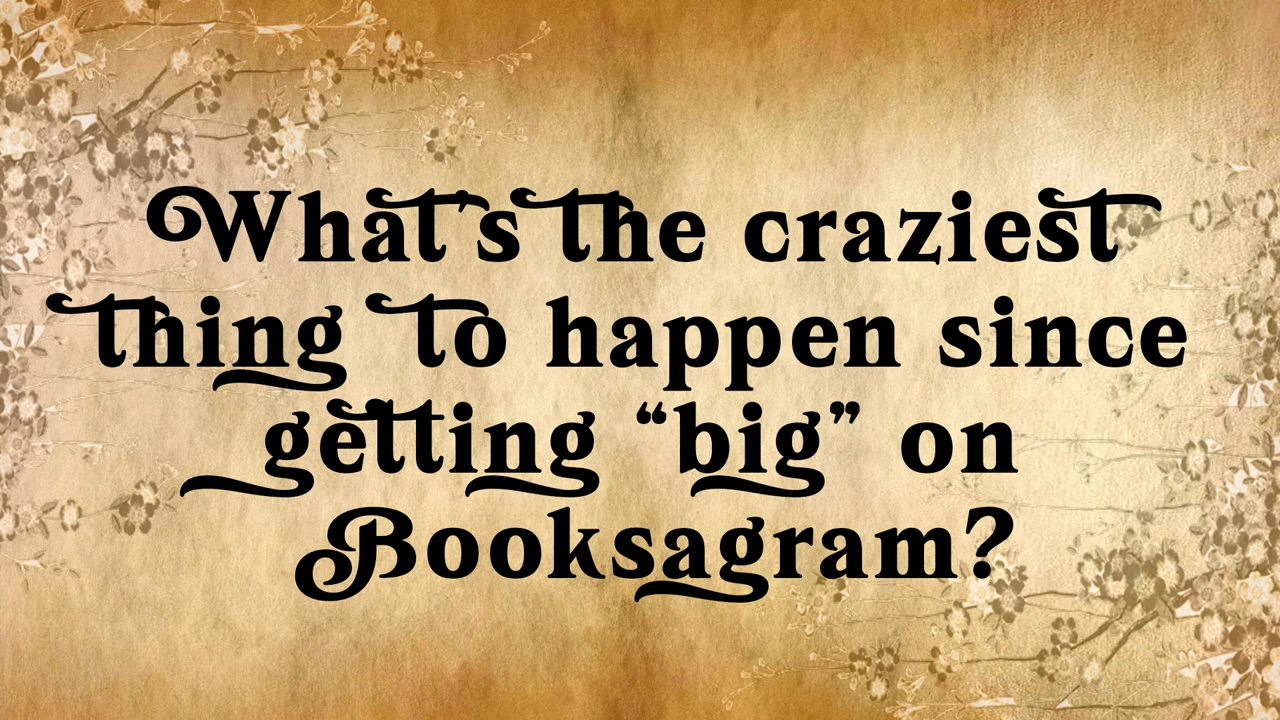 What's the craziest
thing to happen since
getting “big” on
Booksagram?